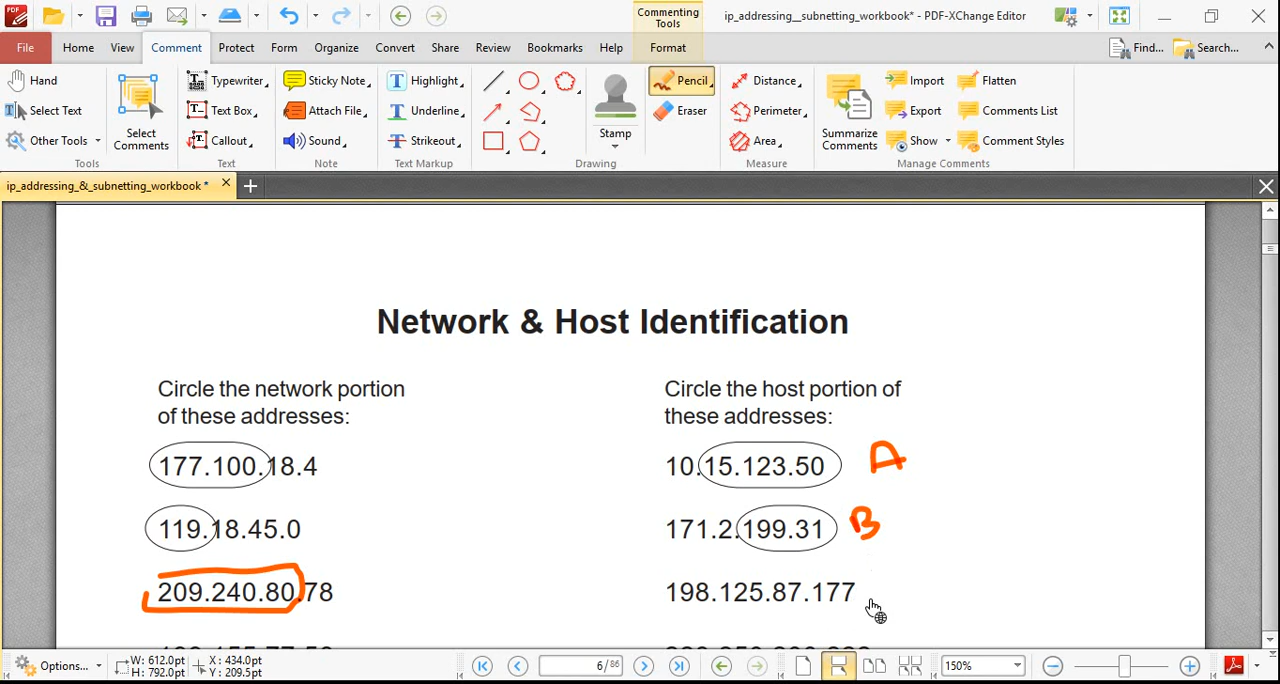 Commenting Tools
ip_addressing__subnetting_workbook* - PDF-XChange Editor
File Home View Comment Protect Form Organize Convert Share Review Bookmarks Help Format Find... Search...
Hand Typewriter Sticky Note Highlight Pencil Distance Import Flatten
Select Text Text Box Attach File Underline Eraser Perimeter Export Comments List
Other Tools Select Comments Callout Sound Strikeout Stamp Area Summarize Comments Show Comment Styles
Tools Text Note Text Markup Drawing Measure Manage Comments
ip_addressing_&_subnetting_workbook *
Network & Host Identification
Circle the network portion
of these addresses:
177.100.18.4
119.18.45.0
209.240.80.78
Circle the host portion of
these addresses:
10.15.123.50 A
171.2.199.31 B
198.125.87.177
Options... W: 612.0pt H: 792.0pt X: 434.0pt Y: 209.5pt 6 / 86 150%